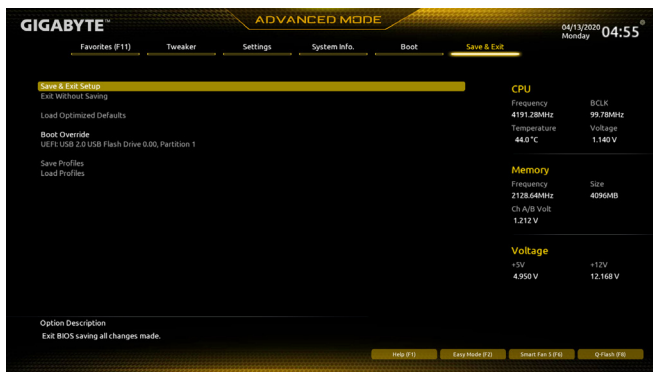 GIGABYTE™
ADVANCED MODE
04/13/2020 Monday 04:55
Favorites (F11) Tweaker Settings System Info. Boot Save & Exit
Save & Exit Setup
Exit Without Saving
Load Optimized Defaults
Boot Override
UEFI: USB 2.0 USB Flash Drive 0.00, Partition 1
Save Profiles
Load Profiles
CPU
Frequency BCLK
4191.28MHz 99.78MHz
Temperature Voltage
44.0 °C 1.140 V
Memory
Frequency Size
2128.64MHz 4096MB
Ch A/B Volt
1.212 V
Voltage
+5V +12V
4.950 V 12.168 V
Option Description
Exit BIOS saving all changes made.
Help (F1) Easy Mode (F2) Smart Fan 5 (F6) Q-Flash (F8)